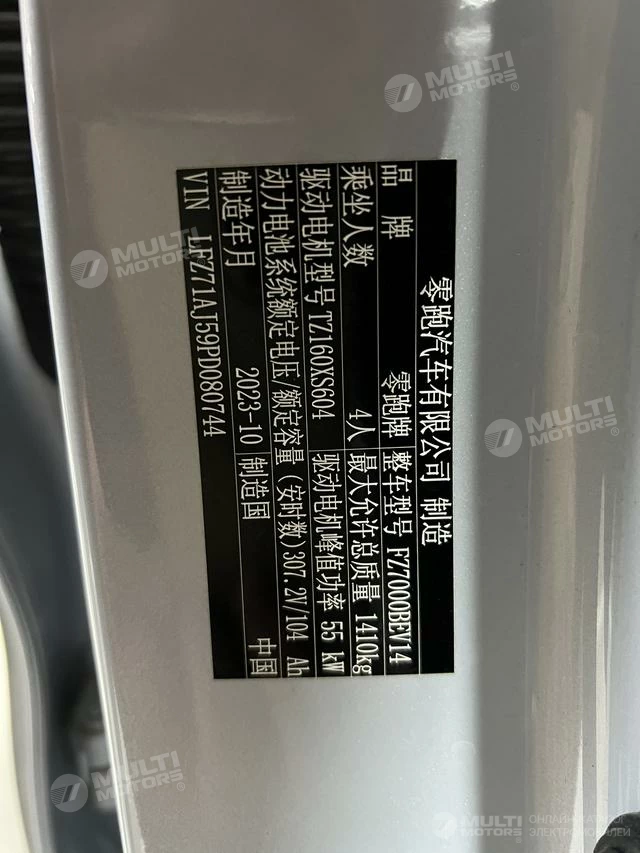 零跑汽车有限公司 制造
品 牌 零跑牌 整车型号 FZ7000BEV14
乘坐人数 4人 最大允许总质量 1410kg
驱动电机型号 TZ160XS604 驱动电机峰值功率 55 kW
动力电池系统额定电压/额定容量(安时数)307.2V/104 Ah
制造年月 2023-10 制造国 中国
VIN LFZ71AJ59PD080744
MULTI
MOTORS®
MULTI
MOTORS®
MULTI
MOTORS®
MULTI
MOTORS®
MULTI
MOTORS®
ОНЛАЙН-КАТАЛОГ
ЭЛЕКТРОМОБИЛЕЙ